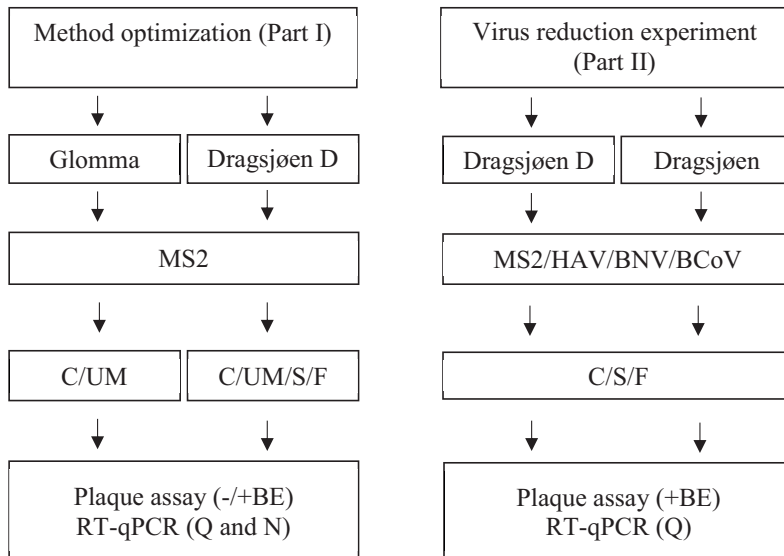 Method optimization (Part I)
Glomma
Dragsjøen D
MS2
C/UM
C/UM/S/F
Plaque assay (-/+BE)
RT-qPCR (Q and N)
Virus reduction experiment
(Part II)
Dragsjøen D
Dragsjøen
MS2/HAV/BNV/BCoV
C/S/F
Plaque assay (+BE)
RT-qPCR (Q)